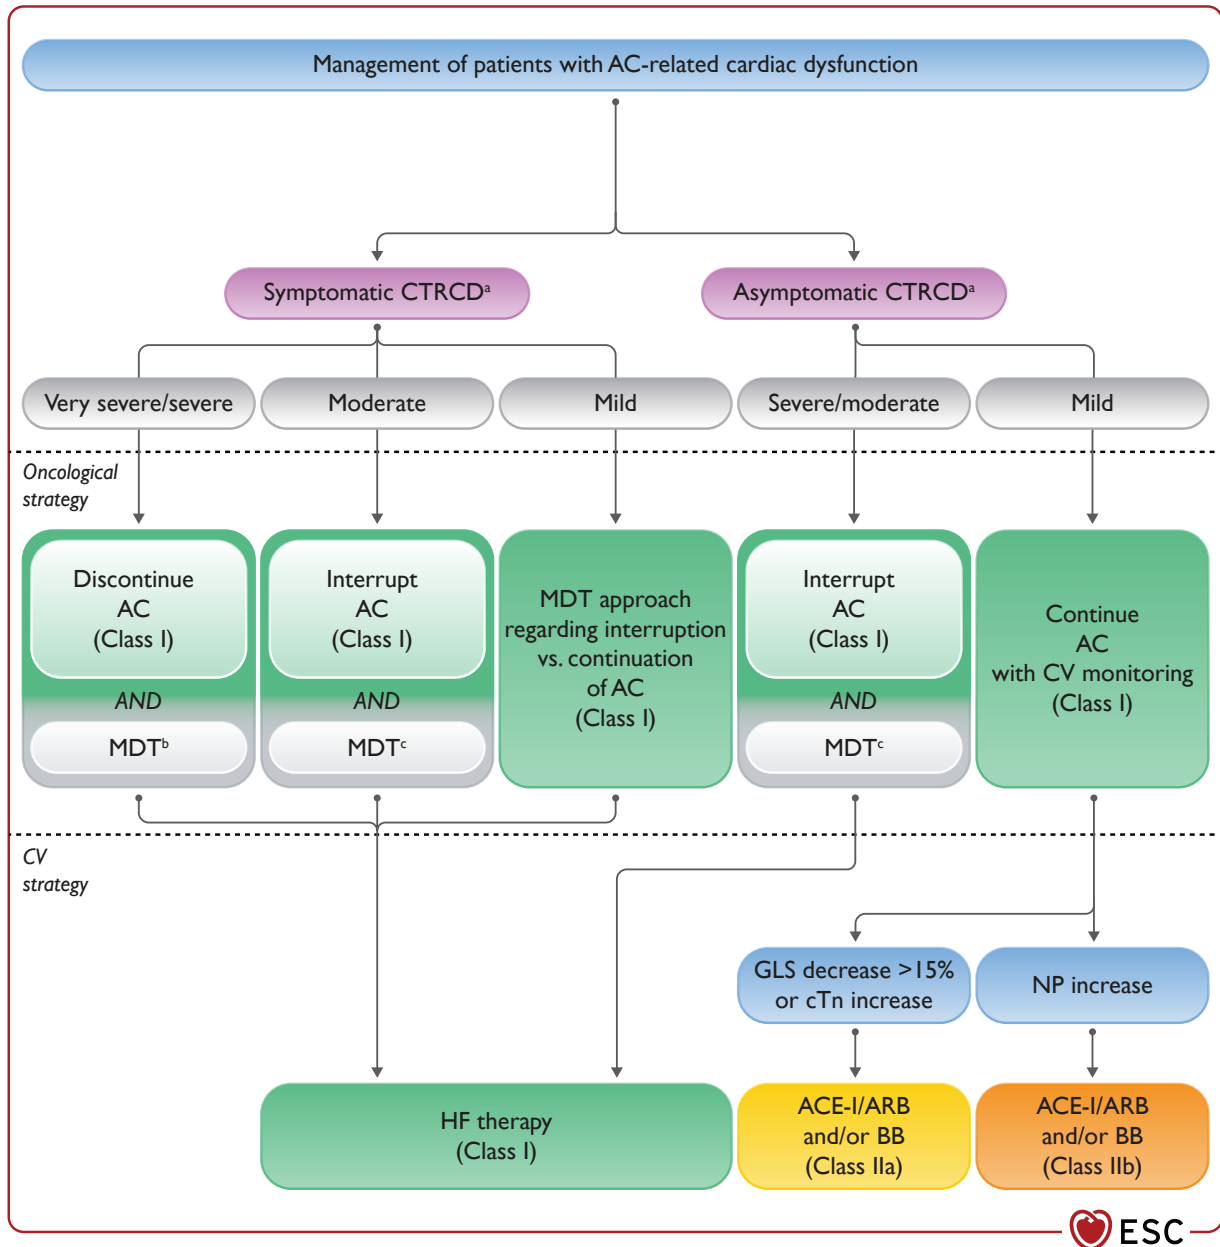 Management of patients with AC-related cardiac dysfunction
Symptomatic CTRCDᵃ
Asymptomatic CTRCDᵃ
Very severe/severe
Moderate
Mild
Severe/moderate
Mild
Oncological
strategy
Discontinue
AC
(Class I)
AND
MDTᵇ
Interrupt
AC
(Class I)
AND
MDTᶜ
MDT approach
regarding interruption
vs. continuation
of AC
(Class I)
Interrupt
AC
(Class I)
AND
MDTᶜ
Continue
AC
with CV monitoring
(Class I)
CV
strategy
GLS decrease >15%
or cTn increase
NP increase
HF therapy
(Class I)
ACE-I/ARB
and/or BB
(Class IIa)
ACE-I/ARB
and/or BB
(Class IIb)
ESC